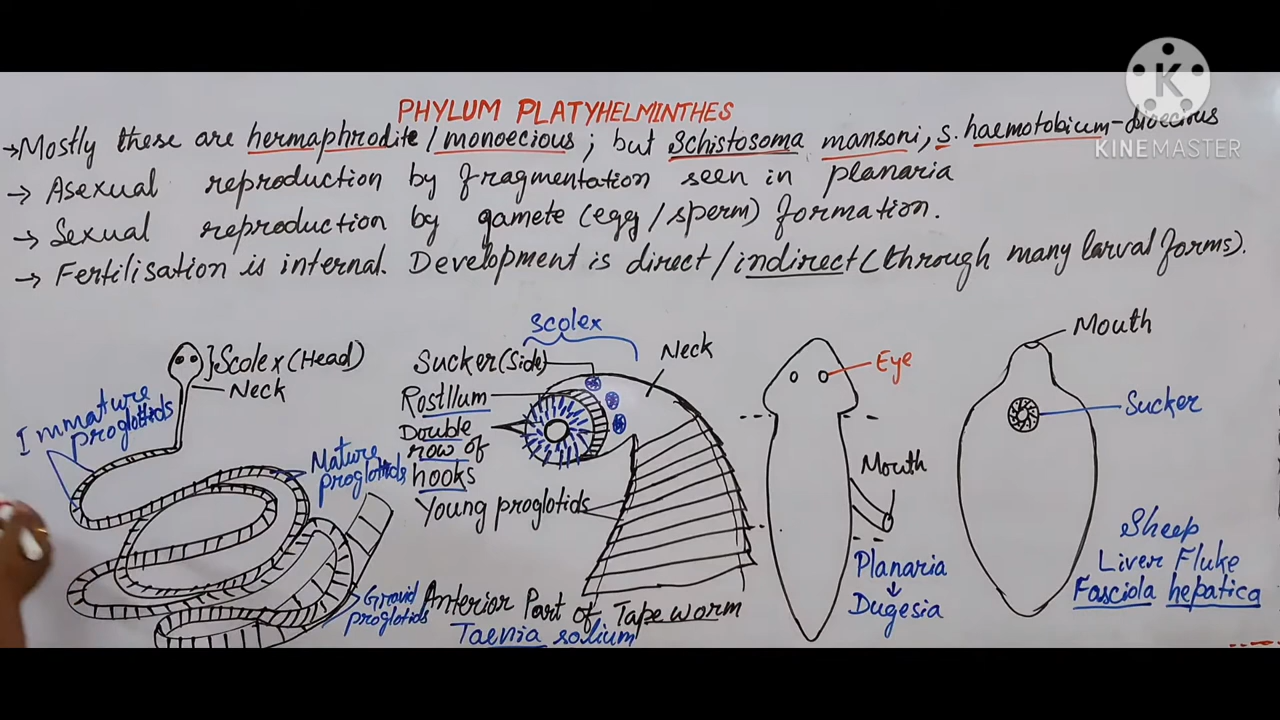 K
KINEMASTER
PHYLUM PLATYHELMINTHES
→Mostly these are hermaphrodite/monoecious; but Schistosoma mansoni, s. haemotobium-dioecious
→ Asexual reproduction by fragmentation seen in planaria
→ Sexual reproduction by gamete (egg/sperm) formation.
→ Fertilisation is internal. Development is direct/indirect (through many larval forms).
Scolex (Head)
Neck
Immature
proglottids
Mature
proglottids
Gravid
proglotids
scolex
Sucker (Side)
Neck
Rostllum
Double
row of
hooks
Young proglotids
Anterior Part of Tape worm
Taenia solium
Eye
Mouth
Planaria
↓
Dugesia
Mouth
Sucker
Sheep
Liver Fluke
Fasciola hepatica